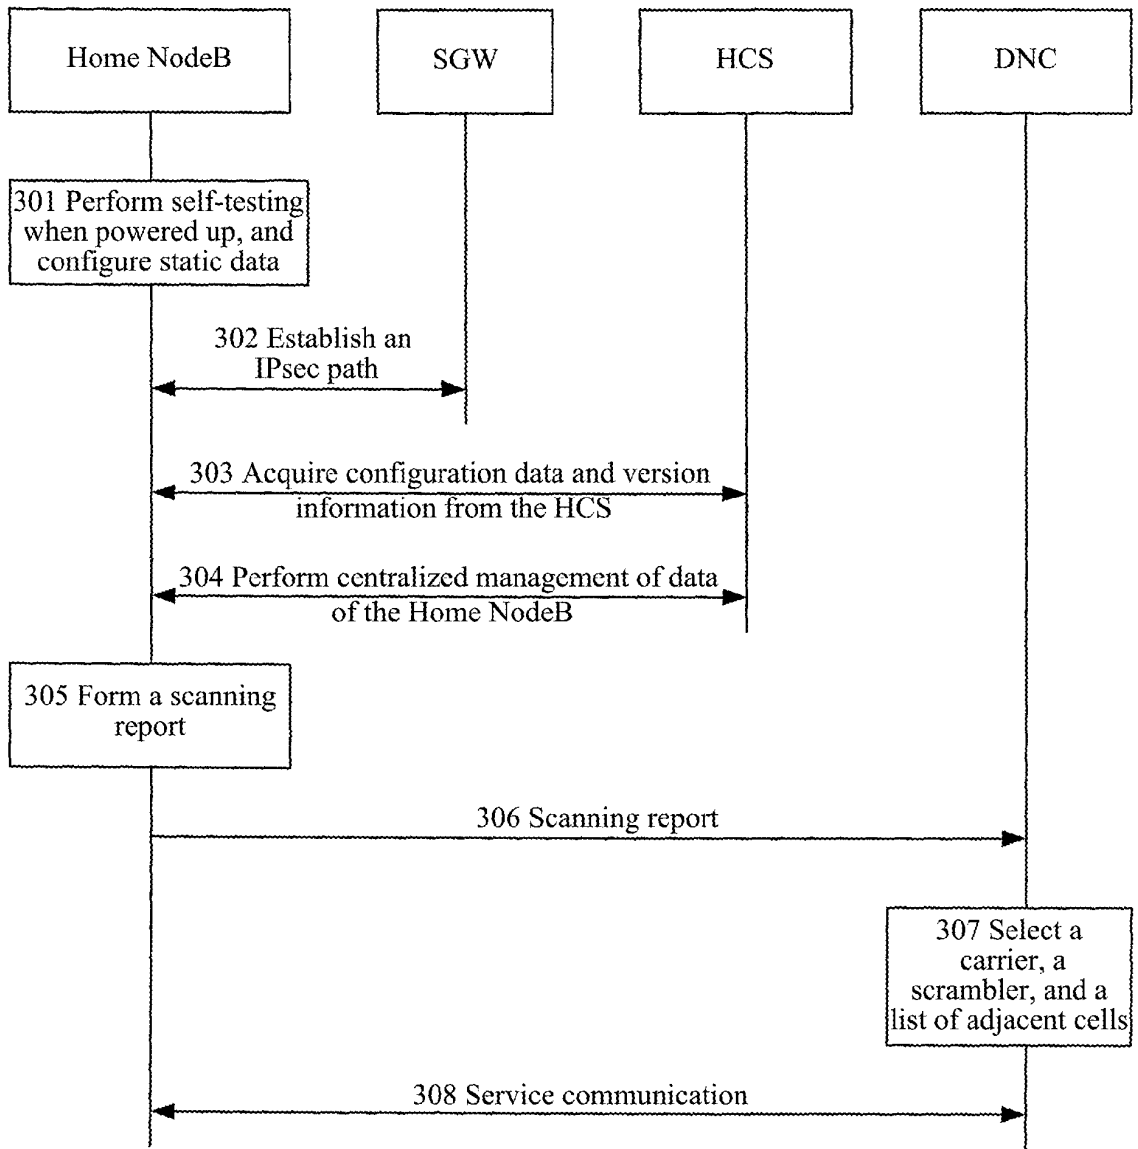 Home NodeB
SGW
HCS
DNC
301 Perform self-testing
when powered up, and
configure static data
302 Establish an
IPsec path
303 Acquire configuration data and version
information from the HCS
304 Perform centralized management of data
of the Home NodeB
305 Form a scanning
report
306 Scanning report
307 Select a
carrier, a
scrambler, and a
list of adjacent cells
308 Service communication